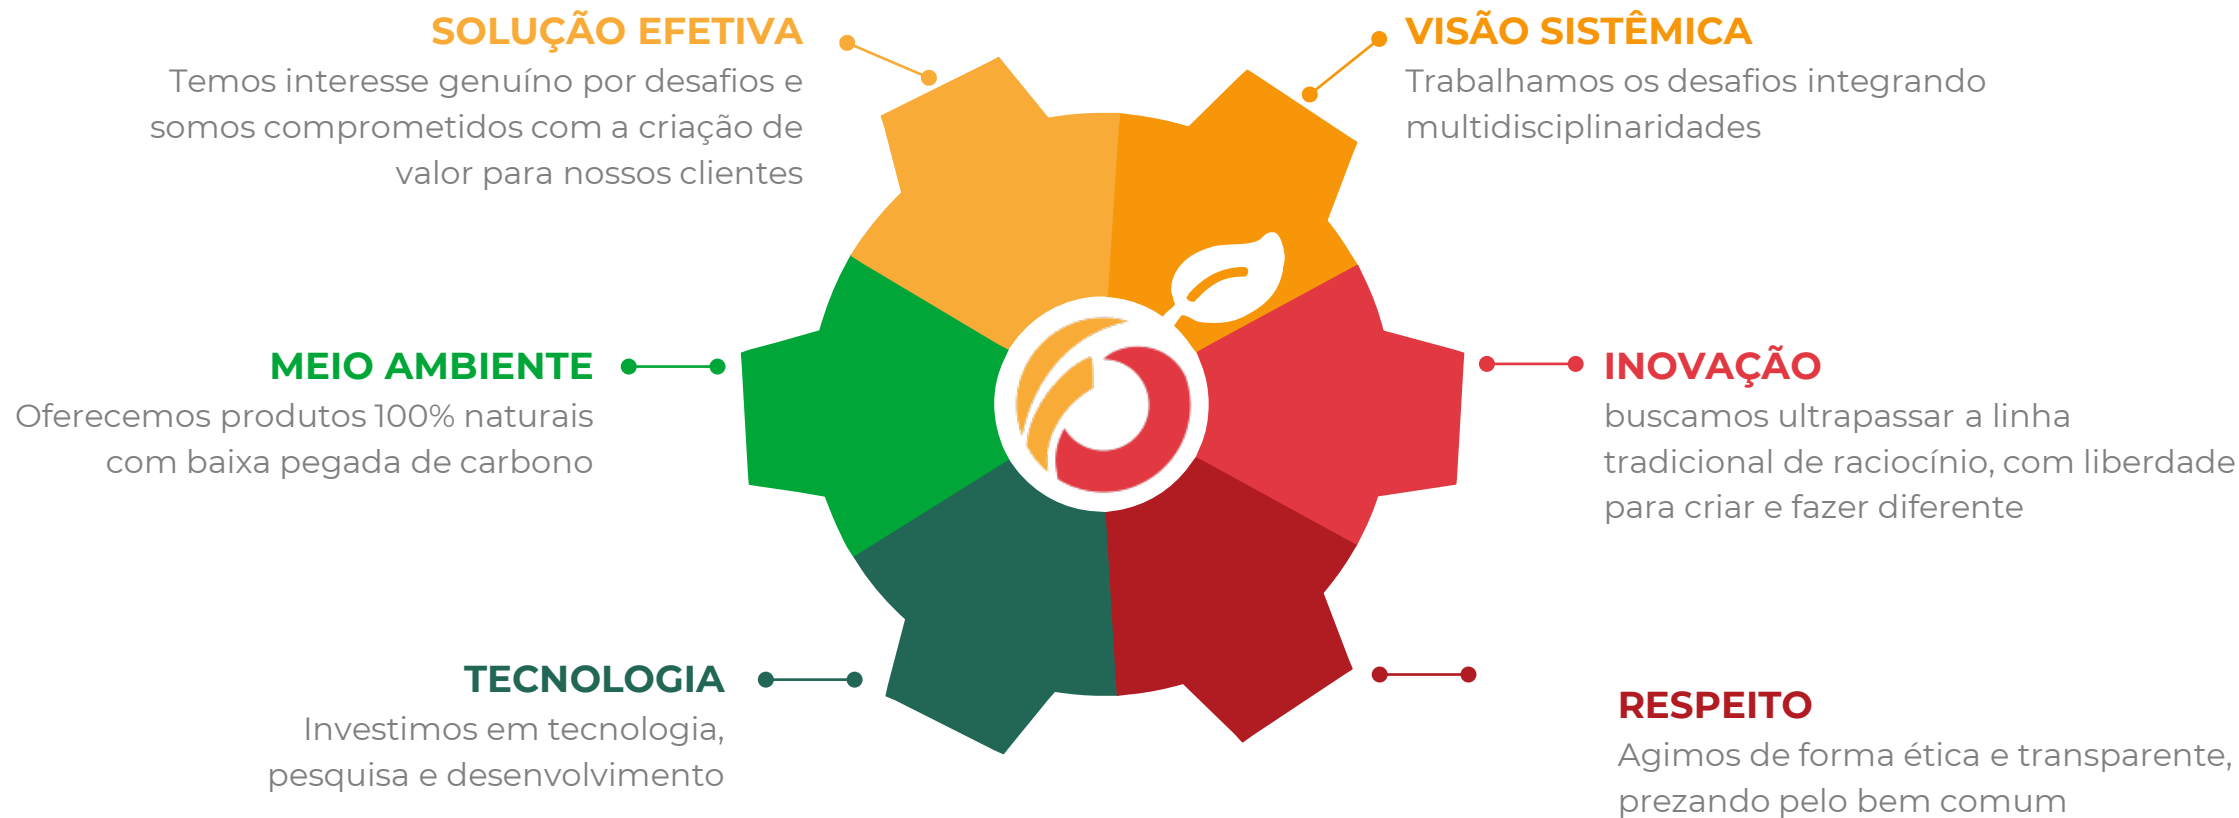 SOLUÇÃO EFETIVA
Temos interesse genuíno por desafios e
somos comprometidos com a criação de
valor para nossos clientes
VISÃO SISTÊMICA
Trabalhamos os desafios integrando
multidisciplinaridades
MEIO AMBIENTE
Oferecemos produtos 100% naturais
com baixa pegada de carbono
INOVAÇÃO
buscamos ultrapassar a linha
tradicional de raciocínio, com liberdade
para criar e fazer diferente
TECNOLOGIA
Investimos em tecnologia,
pesquisa e desenvolvimento
RESPEITO
Agimos de forma ética e transparente,
prezando pelo bem comum